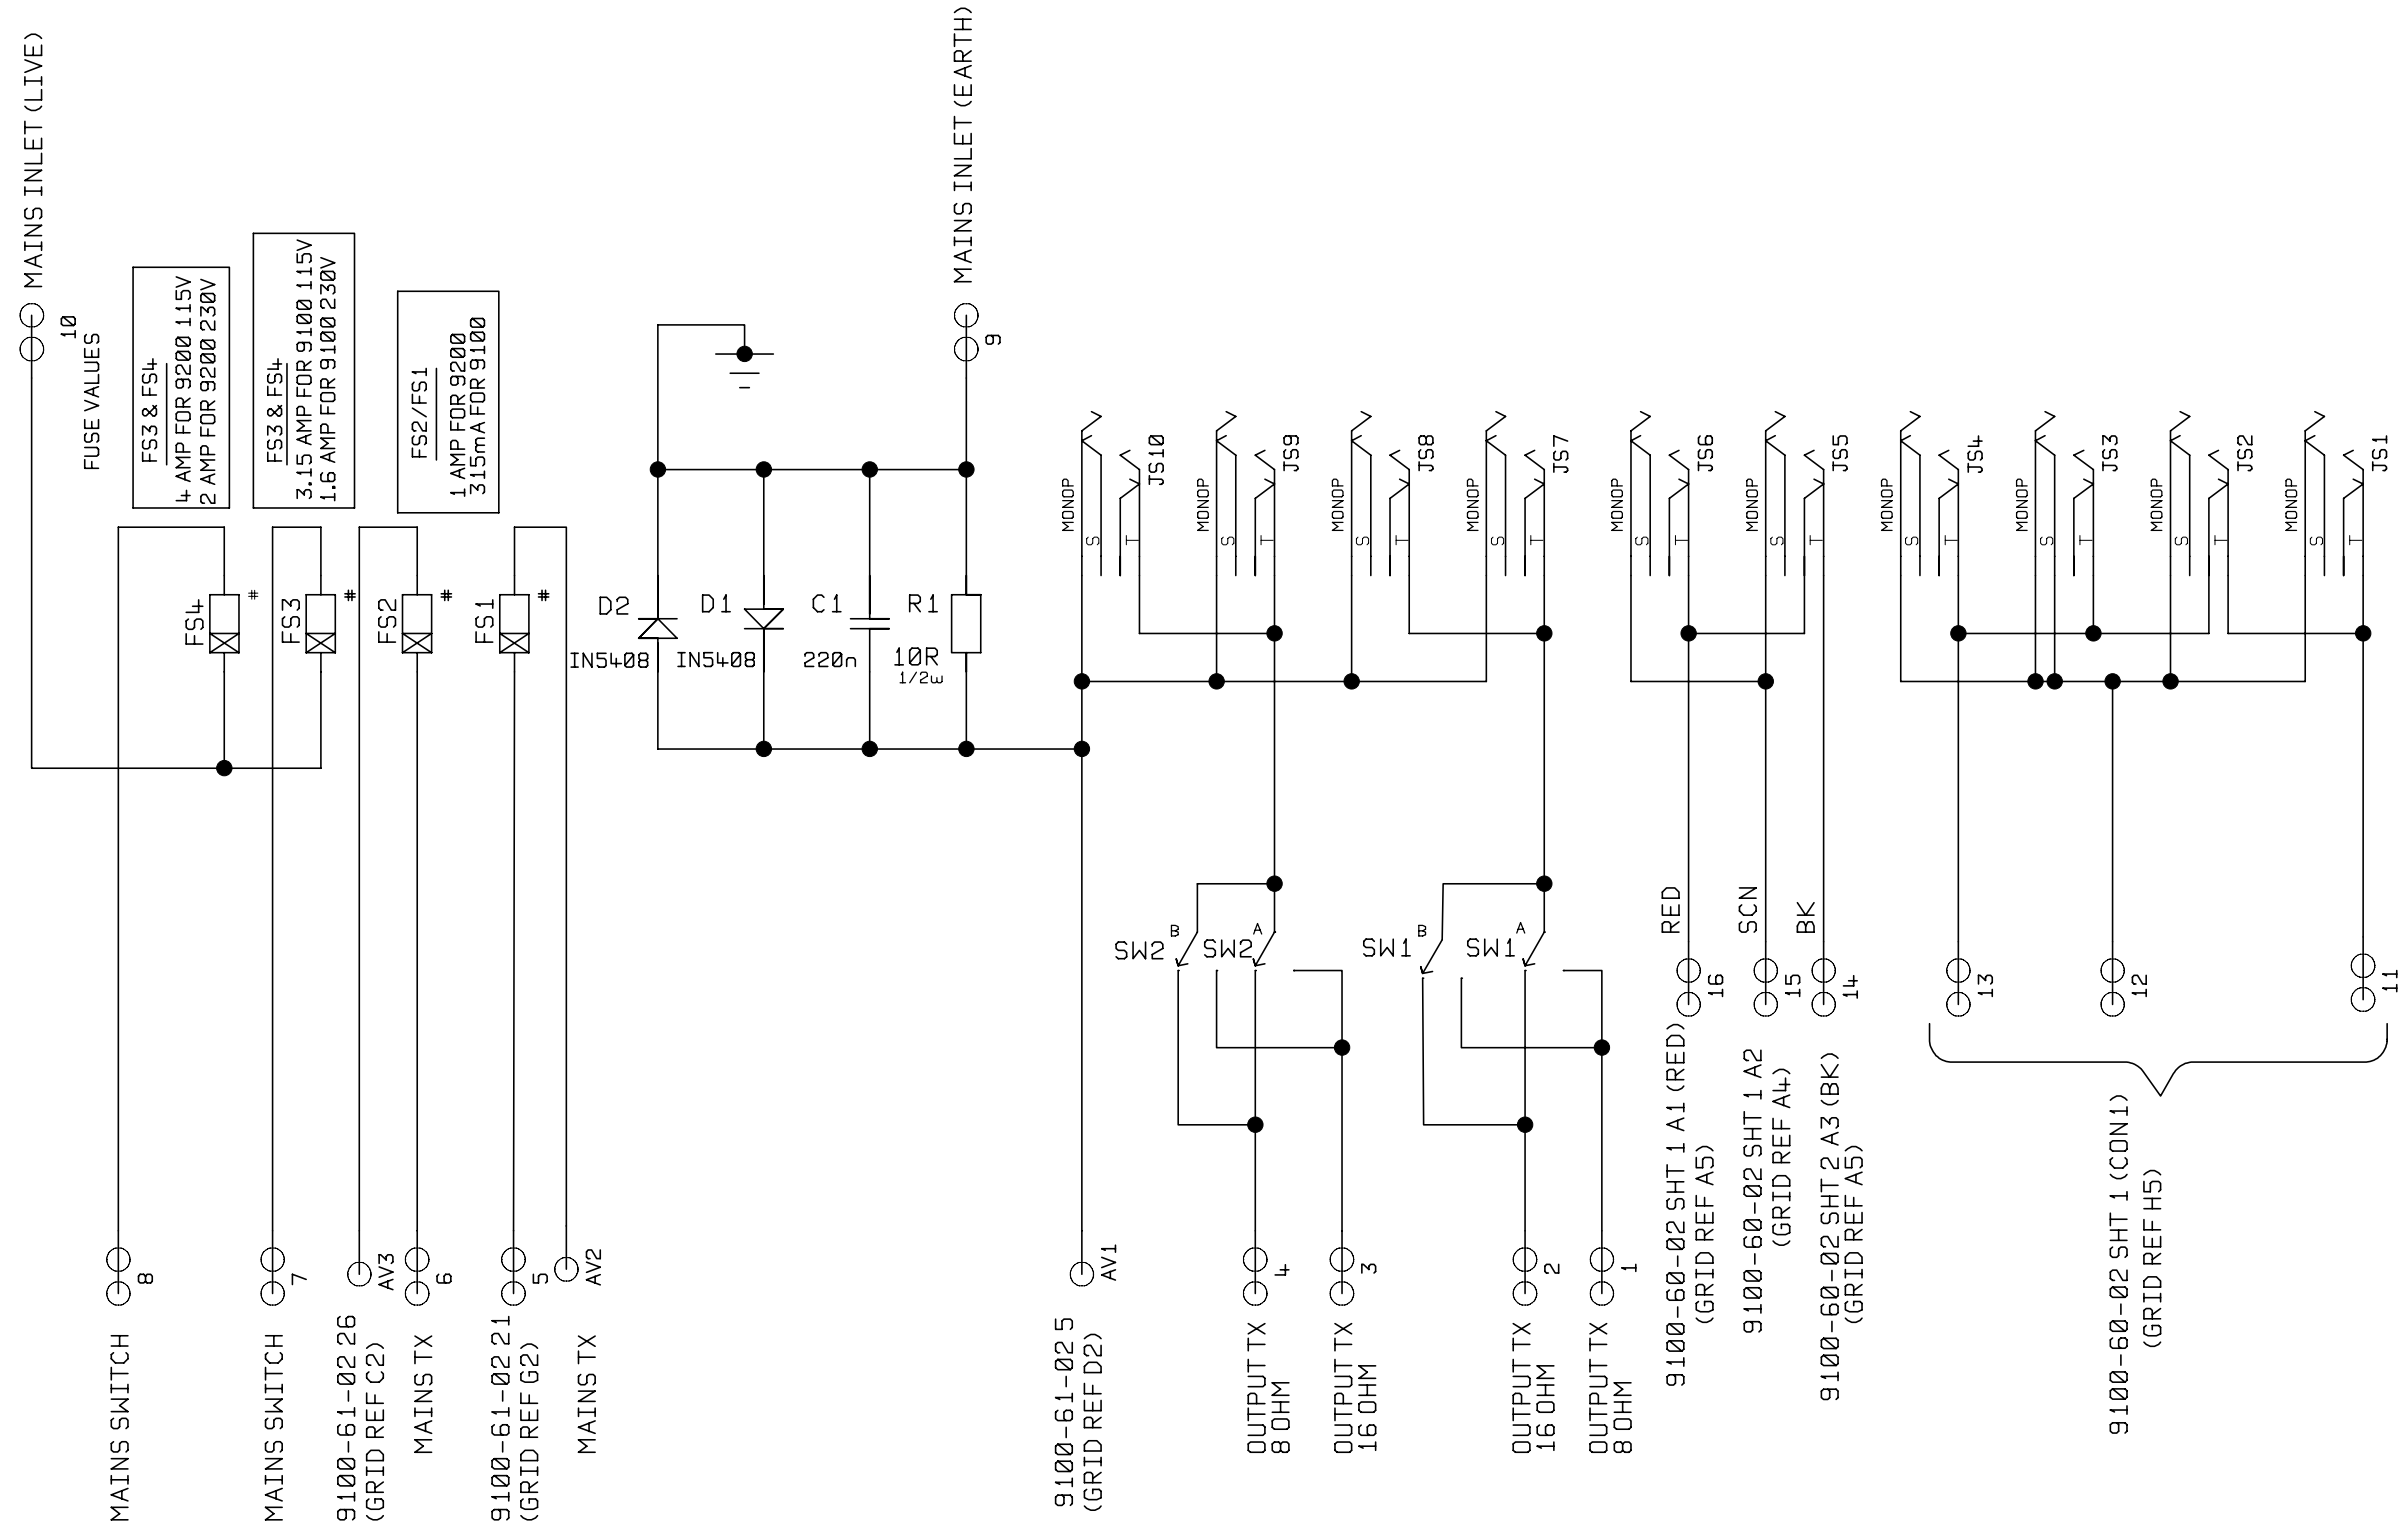 MAINS INLET (LIVE)
10
FUSE VALUES
FS3 & FS4
4 AMP FOR 9200 115V
2 AMP FOR 9200 230V
FS3 & FS4
3.15 AMP FOR 9100 115V
1.6 AMP FOR 9100 230V
FS2/FS1
1 AMP FOR 9200
315mA FOR 9100
MAINS INLET (EARTH)
9
FS4
#
FS3
#
FS2
#
FS1
#
D2
IN5408
D1
IN5408
C1
220n
R1
10R
1/2w
MONOP
S
T
JS10
MONOP
S
T
JS9
MONOP
S
T
JS8
MONOP
S
T
JS7
MONOP
S
T
JS6
MONOP
S
T
JS5
MONOP
S
T
JS4
MONOP
S
T
JS3
MONOP
S
T
JS2
MONOP
S
T
JS1
SW2
B
SW2
A
SW1
B
SW1
A
RED
SCN
BK
16
15
14
13
12
11
8
7
AV3
6
5
AV2
AV1
4
3
2
1
MAINS SWITCH
MAINS SWITCH
9100-61-02 26
(GRID REF C2)
MAINS TX
9100-61-02 21
(GRID REF G2)
MAINS TX
9100-61-02 5
(GRID REF D2)
OUTPUT TX
8 OHM
OUTPUT TX
16 OHM
OUTPUT TX
16 OHM
OUTPUT TX
8 OHM
9100-60-02 SHT 1 A1 (RED)
(GRID REF A5)
9100-60-02 SHT 1 A2
(GRID REF A4)
9100-60-02 SHT 2 A3 (BK)
(GRID REF A5)
9100-60-02 SHT 1 (CON1)
(GRID REF H5)